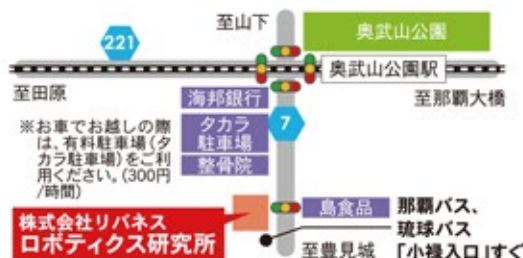 至山下
奥武山公園
221
奥武山公園駅
至田原
至那覇大橋
海邦銀行
7
タカラ
駐車場
整骨院
※お車でお越しの際
は、有料駐車場(タ
カラ駐車場)をご利
用ください。(300円
/時間)
株式会社リバネス
ロボティクス研究所
島食品
那覇バス、
琉球バス
「小禄入口」すぐ
至豊見城